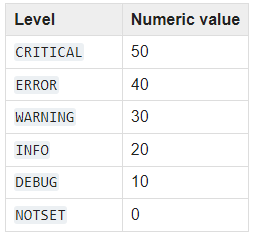 Level Numeric value
CRITICAL 50
ERROR 40
WARNING 30
INFO 20
DEBUG 10
NOTSET 0